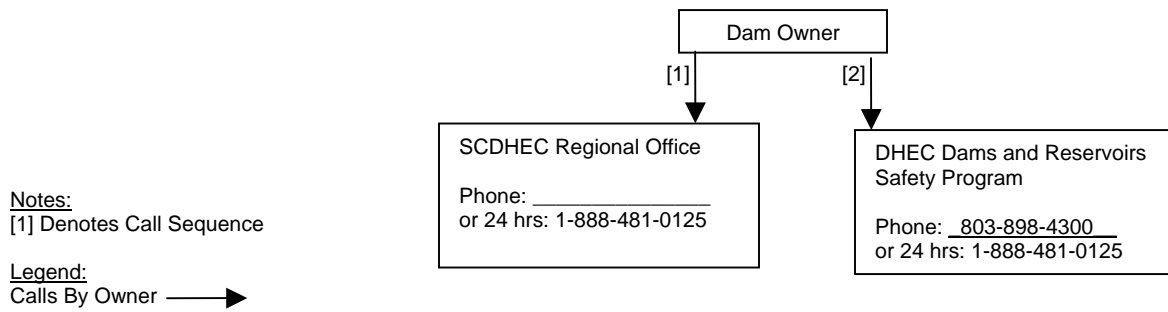 Dam Owner
[1]
[2]
SCDHEC Regional Office
Phone: ________________
or 24 hrs: 1-888-481-0125
DHEC Dams and Reservoirs
Safety Program
Phone: _803-898-4300__
or 24 hrs: 1-888-481-0125
Notes:
[1] Denotes Call Sequence
Legend:
Calls By Owner